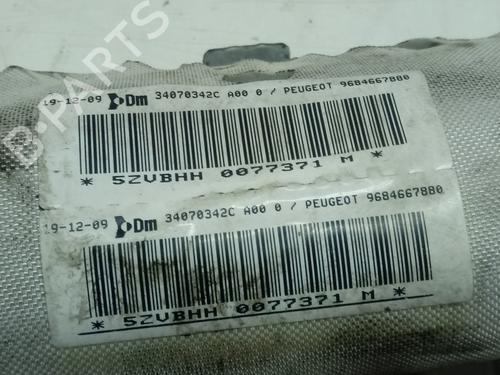 19-12-09 Dm 34070342C A00 0 / PEUGEOT 9684667880
* 5ZVBHH 0077371 M *
19-12-09 Dm 34070342C A00 0 / PEUGEOT 9684667880
* 5ZVBHH 0077371 M *
B-PARTS